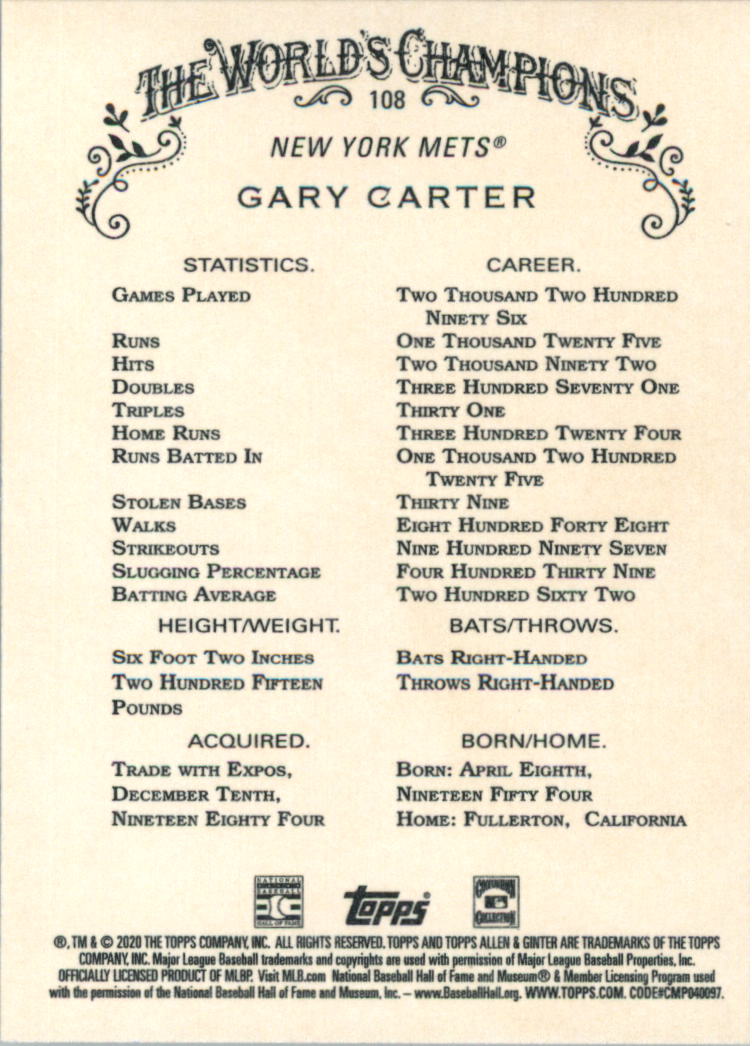 THE WORLD'S CHAMPIONS
108
NEW YORK METS®
GARY CARTER
STATISTICS. CAREER.
GAMES PLAYED TWO THOUSAND TWO HUNDRED
NINETY SIX
RUNS ONE THOUSAND TWENTY FIVE
HITS TWO THOUSAND NINETY TWO
DOUBLES THREE HUNDRED SEVENTY ONE
TRIPLES THIRTY ONE
HOME RUNS THREE HUNDRED TWENTY FOUR
RUNS BATTED IN ONE THOUSAND TWO HUNDRED
TWENTY FIVE
STOLEN BASES THIRTY NINE
WALKS EIGHT HUNDRED FORTY EIGHT
STRIKEOUTS NINE HUNDRED NINETY SEVEN
SLUGGING PERCENTAGE FOUR HUNDRED THIRTY NINE
BATTING AVERAGE TWO HUNDRED SIXTY TWO
HEIGHT/WEIGHT. BATS/THROWS.
SIX FOOT TWO INCHES BATS RIGHT-HANDED
TWO HUNDRED FIFTEEN THROWS RIGHT-HANDED
POUNDS
ACQUIRED. BORN/HOME.
TRADE WITH EXPOS, BORN: APRIL EIGHTH,
DECEMBER TENTH, NINETEEN FIFTY FOUR
NINETEEN EIGHTY FOUR HOME: FULLERTON, CALIFORNIA
NATIONAL
BASEBALL
HALL OF FAME
Topps®
COOPERSTOWN
COLLECTION
®, TM & © 2020 THE TOPPS COMPANY, INC. ALL RIGHTS RESERVED. TOPPS AND TOPPS ALLEN & GINTER ARE TRADEMARKS OF THE TOPPS
COMPANY, INC. Major League Baseball trademarks and copyrights are used with permission of Major League Baseball Properties, Inc.
OFFICIALLY LICENSED PRODUCT OF MLBP. Visit MLB.com National Baseball Hall of Fame and Museum® & Member Licensing Program used
with the permission of the National Baseball Hall of Fame and Museum, Inc. – www.BaseballHall.org. WWW.TOPPS.COM. CODE#CMP040097.